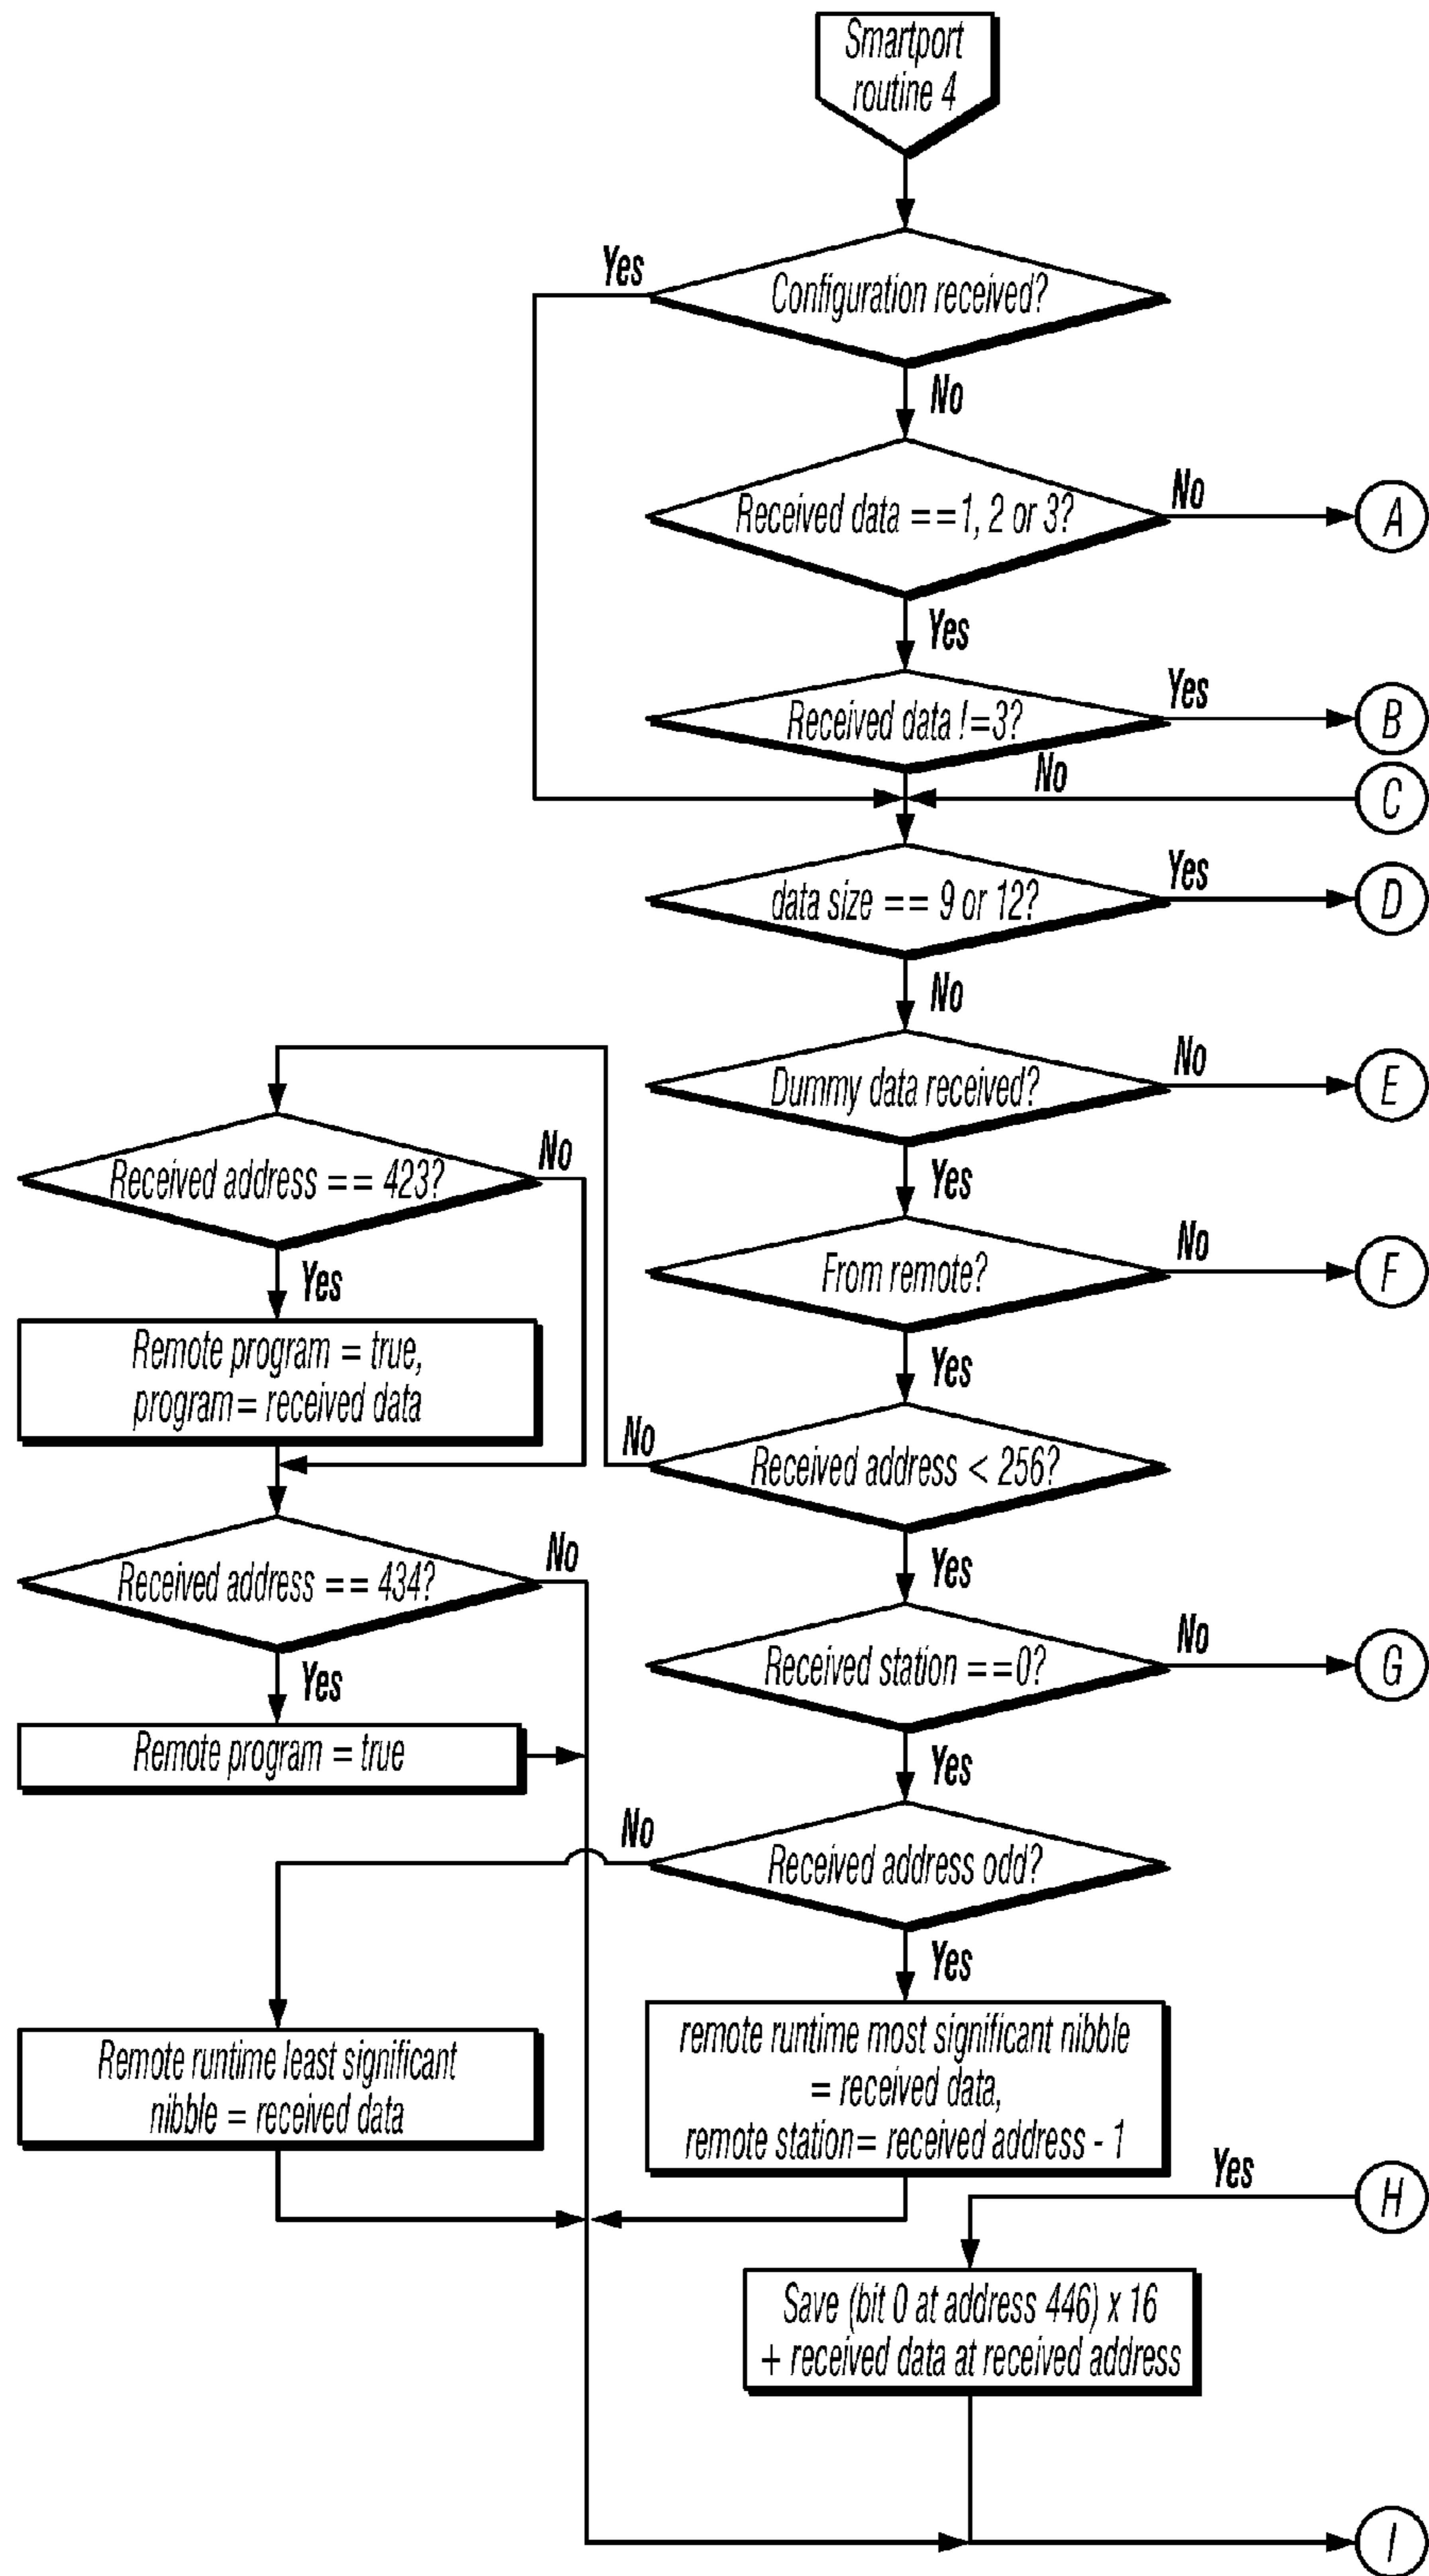 Smartport
routine 4
Yes
Configuration received?
No
Received data ==1, 2 or 3?
No
A
Yes
Received data !=3?
Yes
B
No
C
data size == 9 or 12?
Yes
D
No
Dummy data received?
No
E
Received address == 423?
No
Yes
From remote?
No
F
Yes
Remote program = true,
program= received data
Yes
No
Received address < 256?
Received address == 434?
No
Yes
Received station ==0?
No
G
Yes
Remote program = true
Yes
No
Received address odd?
Yes
Remote runtime least significant
nibble = received data
remote runtime most significant nibble
= received data,
remote station= received address - 1
Yes
H
Save (bit 0 at address 446) x 16
+ received data at received address
I